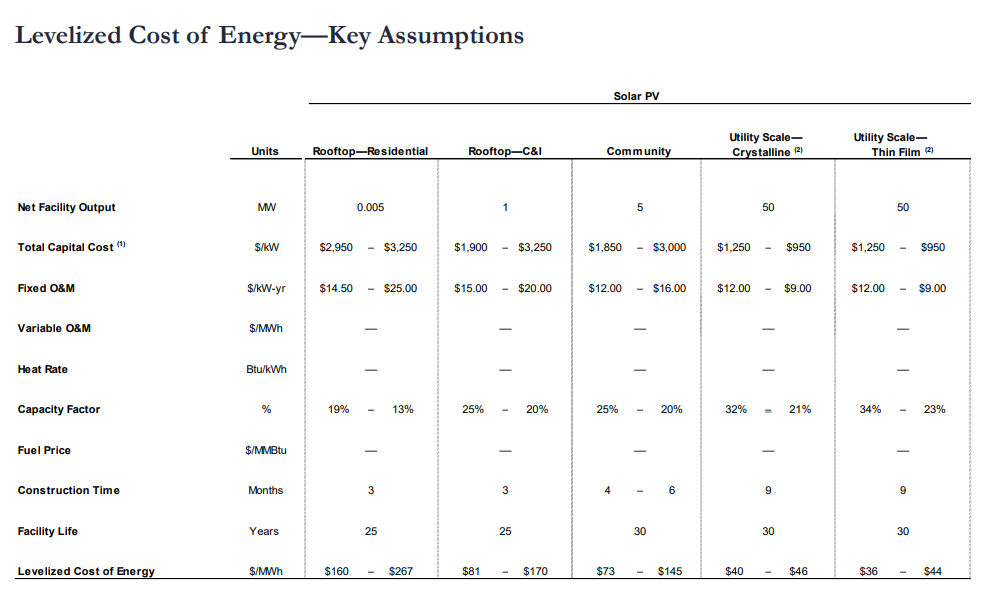 Levelized Cost of Energy—Key Assumptions
Solar PV
Units Rooftop—Residential Rooftop—C&I Community Utility Scale— Crystalline (2) Utility Scale— Thin Film (2)
Net Facility Output MW 0.005 1 5 50 50
Total Capital Cost (1) $/kW $2,950 – $3,250 $1,900 – $3,250 $1,850 – $3,000 $1,250 – $950 $1,250 – $950
Fixed O&M $/kW-yr $14.50 – $25.00 $15.00 – $20.00 $12.00 – $16.00 $12.00 – $9.00 $12.00 – $9.00
Variable O&M $/MWh — — — — —
Heat Rate Btu/kWh — — — — —
Capacity Factor % 19% – 13% 25% – 20% 25% – 20% 32% – 21% 34% – 23%
Fuel Price $/MMBtu — — — — —
Construction Time Months 3 3 4 – 6 9 9
Facility Life Years 25 25 30 30 30
Levelized Cost of Energy $/MWh $160 – $267 $81 – $170 $73 – $145 $40 – $46 $36 – $44